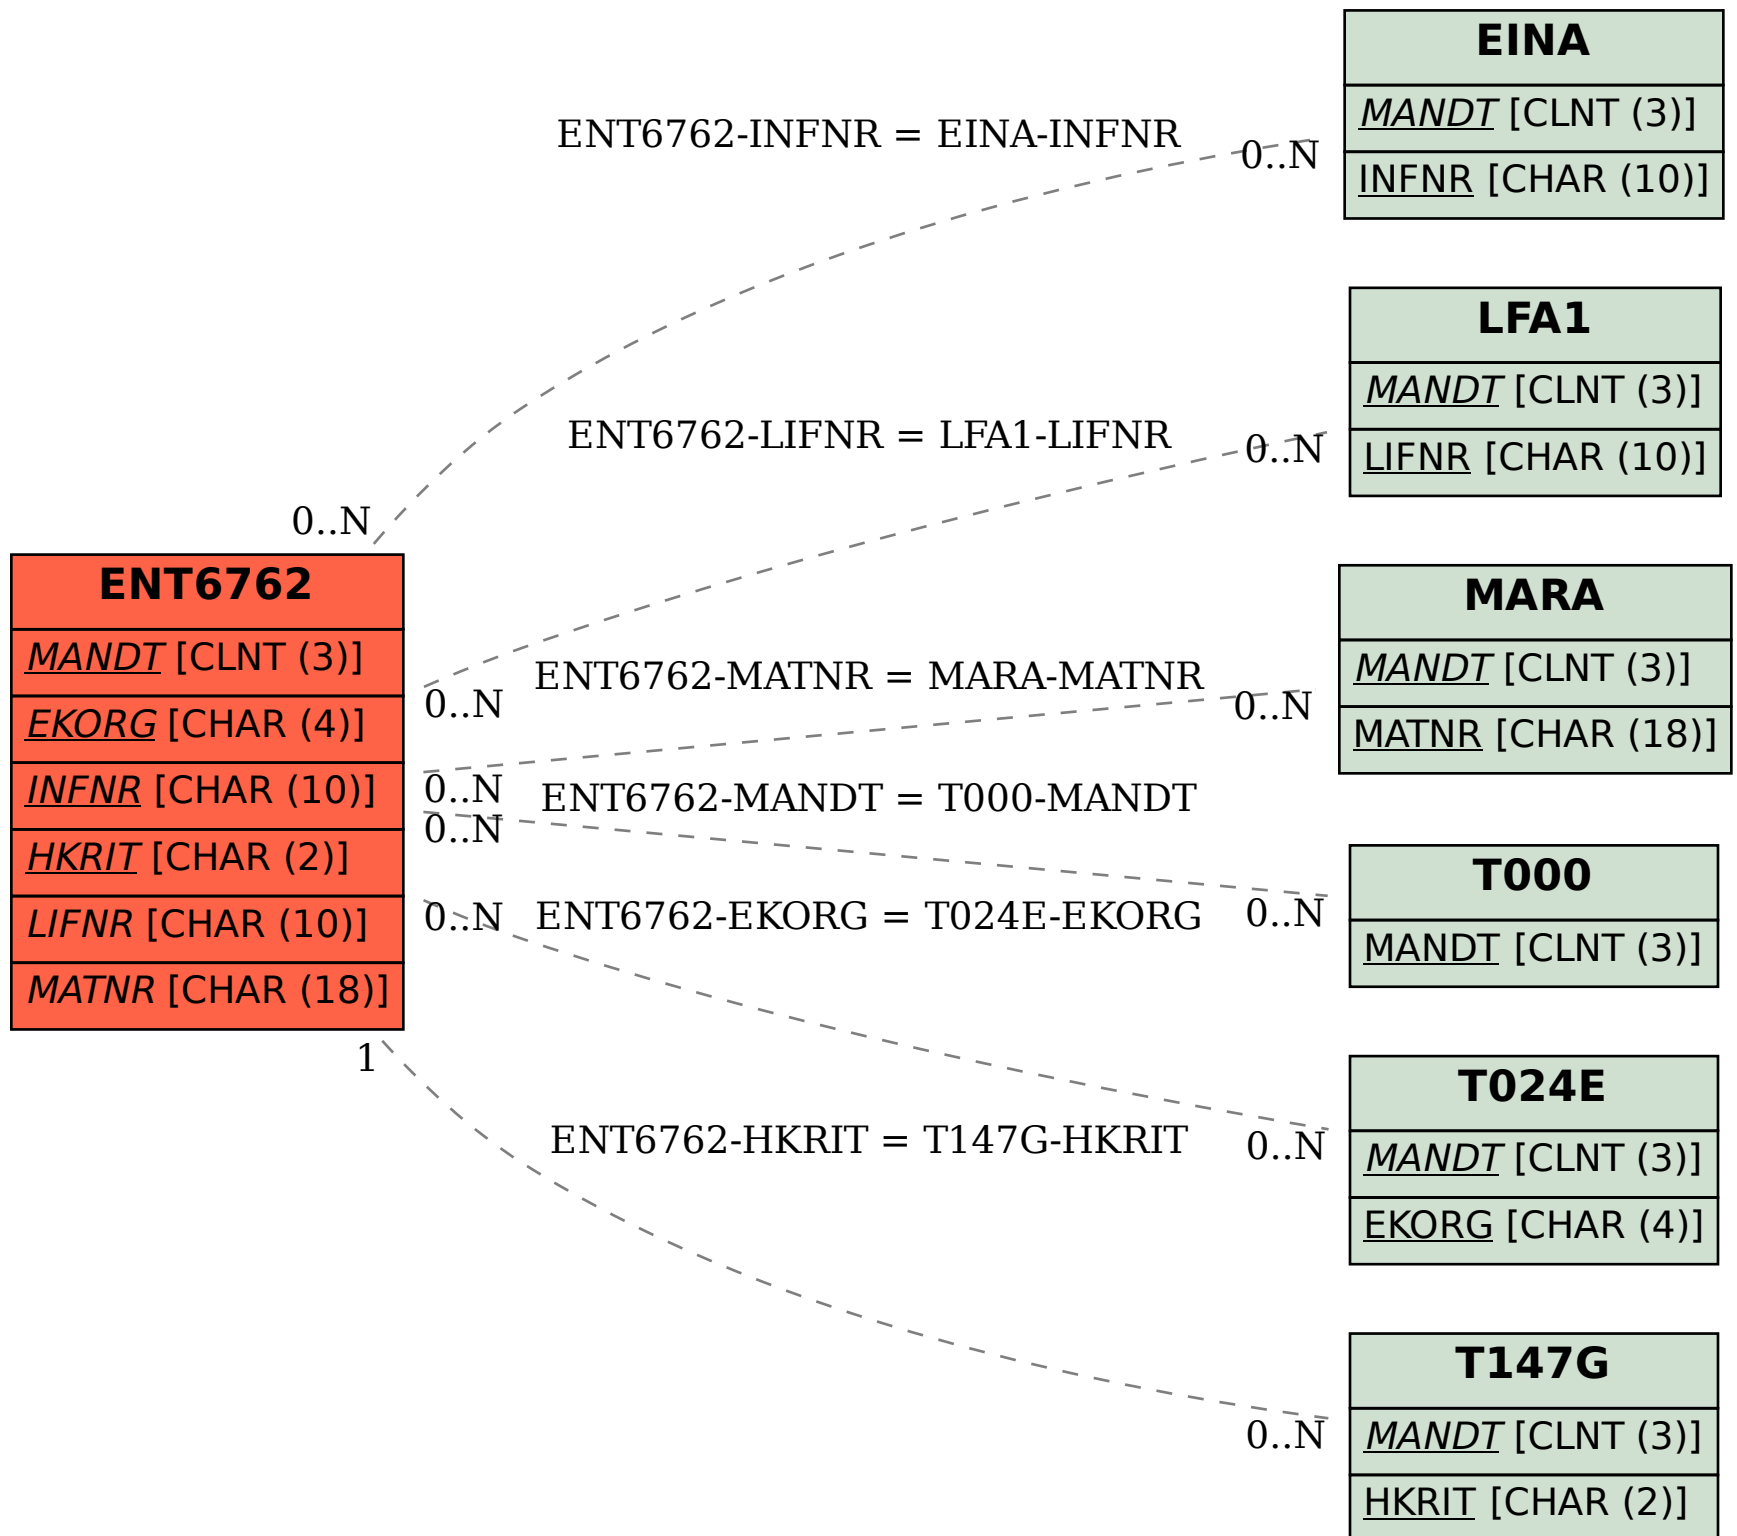 ENT6762
MANDT [CLNT (3)]
EKORG [CHAR (4)]
INFNR [CHAR (10)]
HKRIT [CHAR (2)]
LIFNR [CHAR (10)]
MATNR [CHAR (18)]
ENT6762-INFNR = EINA-INFNR
0..N
0..N
ENT6762-LIFNR = LFA1-LIFNR
0..N
0..N
ENT6762-MATNR = MARA-MATNR
0..N
0..N
ENT6762-MANDT = T000-MANDT
0..N
0..N
ENT6762-EKORG = T024E-EKORG
0..N
0..N
ENT6762-HKRIT = T147G-HKRIT
1
0..N
EINA
MANDT [CLNT (3)]
INFNR [CHAR (10)]
LFA1
MANDT [CLNT (3)]
LIFNR [CHAR (10)]
MARA
MANDT [CLNT (3)]
MATNR [CHAR (18)]
T000
MANDT [CLNT (3)]
T024E
MANDT [CLNT (3)]
EKORG [CHAR (4)]
T147G
MANDT [CLNT (3)]
HKRIT [CHAR (2)]